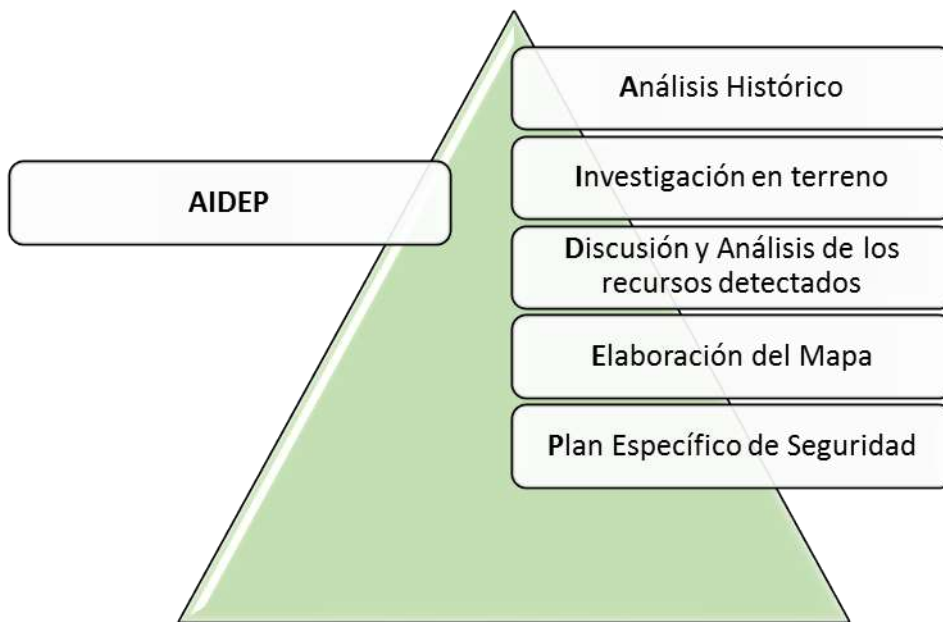 Análisis Histórico
AIDEP
Investigación en terreno
Discusión y Análisis de los
recursos detectados
Elaboración del Mapa
Plan Específico de Seguridad